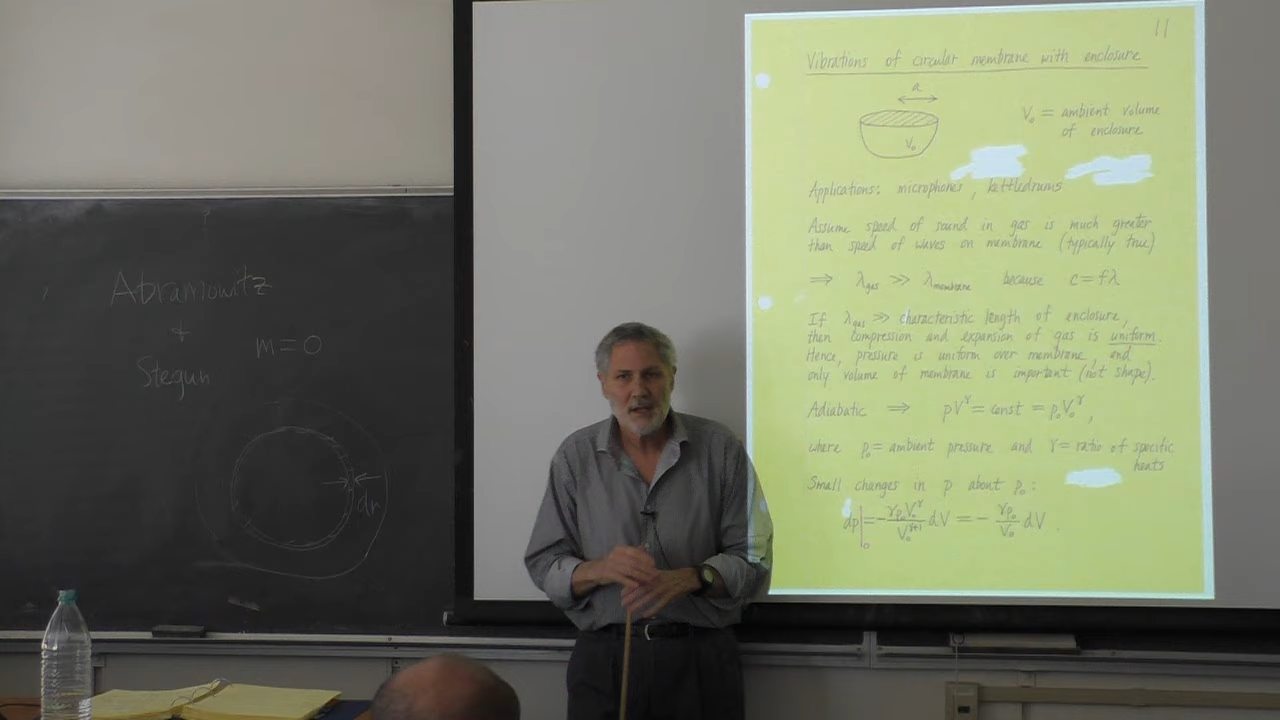 Abramowitz
+
Stegun
m=0
dr
11
Vibrations of circular membrane with enclosure
a
V₀
V₀ = ambient volume
of enclosure
Applications: microphones, kettledrums
Assume speed of sound in gas is much greater
than speed of waves on membrane (typically true)
⇒ λgas >> λmembrane because c = fλ
If λgas >> characteristic length of enclosure,
then compression and expansion of gas is uniform.
Hence, pressure is uniform over membrane, and
only volume of membrane is important (not shape).
Adiabatic ⇒ pV^γ = const = p₀V₀^γ,
where p₀ = ambient pressure and γ = ratio of specific
heats
Small changes in p about p₀:
dp|₀ = - γp₀V₀^γ / V₀^(γ+1) dV = - γp₀/V₀ dV.